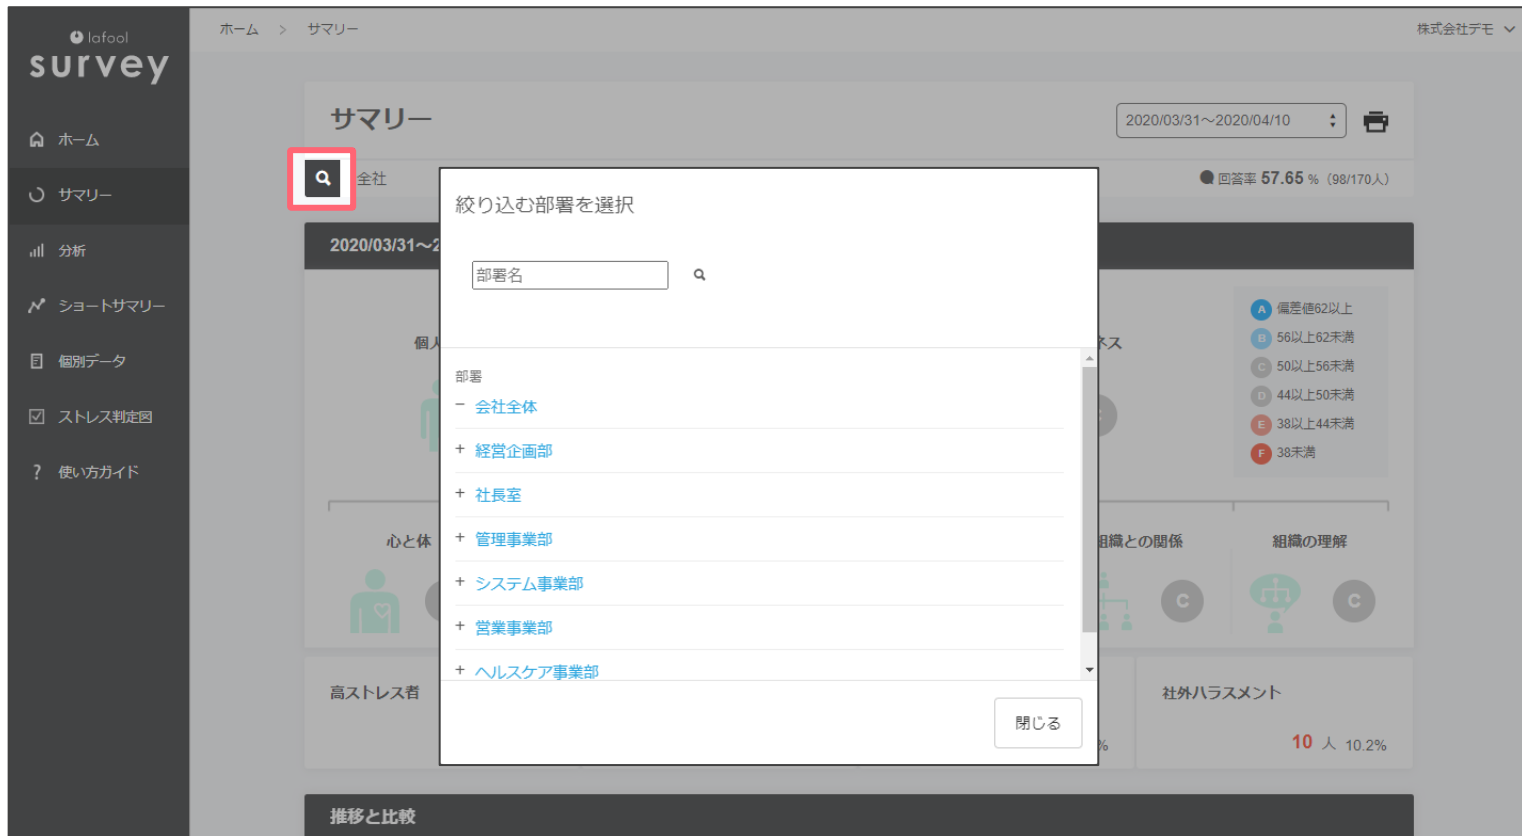 lafool
survey
ホーム
サマリー
分析
ショートサマリー
個別データ
ストレス判定図
? 使い方ガイド
ホーム > サマリー
株式会社デモ
サマリー
2020/03/31～2020/04/10
全社
回答率 57.65 % (98/170人)
2020/03/31～2
絞り込む部署を選択
部署名
部署
− 会社全体
+ 経営企画部
+ 社長室
+ 管理事業部
+ システム事業部
+ 営業事業部
+ ヘルスケア事業部
閉じる
個人
ネス
A 偏差値62以上
B 56以上62未満
C 50以上56未満
D 44以上50未満
E 38以上44未満
F 38未満
心と体
組織との関係
C
組織の理解
C
高ストレス者
%
社外ハラスメント
10 人 10.2%
推移と比較